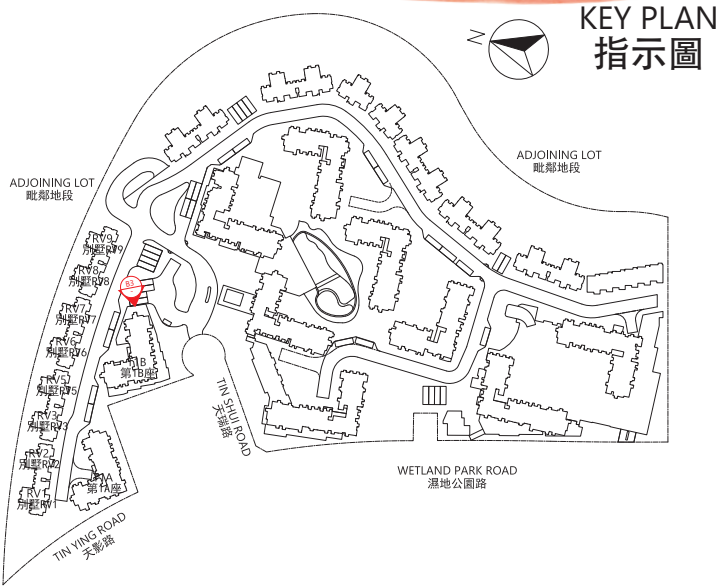 KEY PLAN
指示圖
N
ADJOINING LOT
毗鄰地段
ADJOINING LOT
毗鄰地段
RV9
別墅RV9
RV8
別墅RV8
B3
RV7
別墅RV7
RV6
別墅RV6
RV5
別墅RV5
RV3
別墅RV3
RV2
別墅RV2
RV1
別墅RV1
第1B座
第1A座
TIN SHUI ROAD
天瑞路
WETLAND PARK ROAD
濕地公園路
TIN YING ROAD
天影路